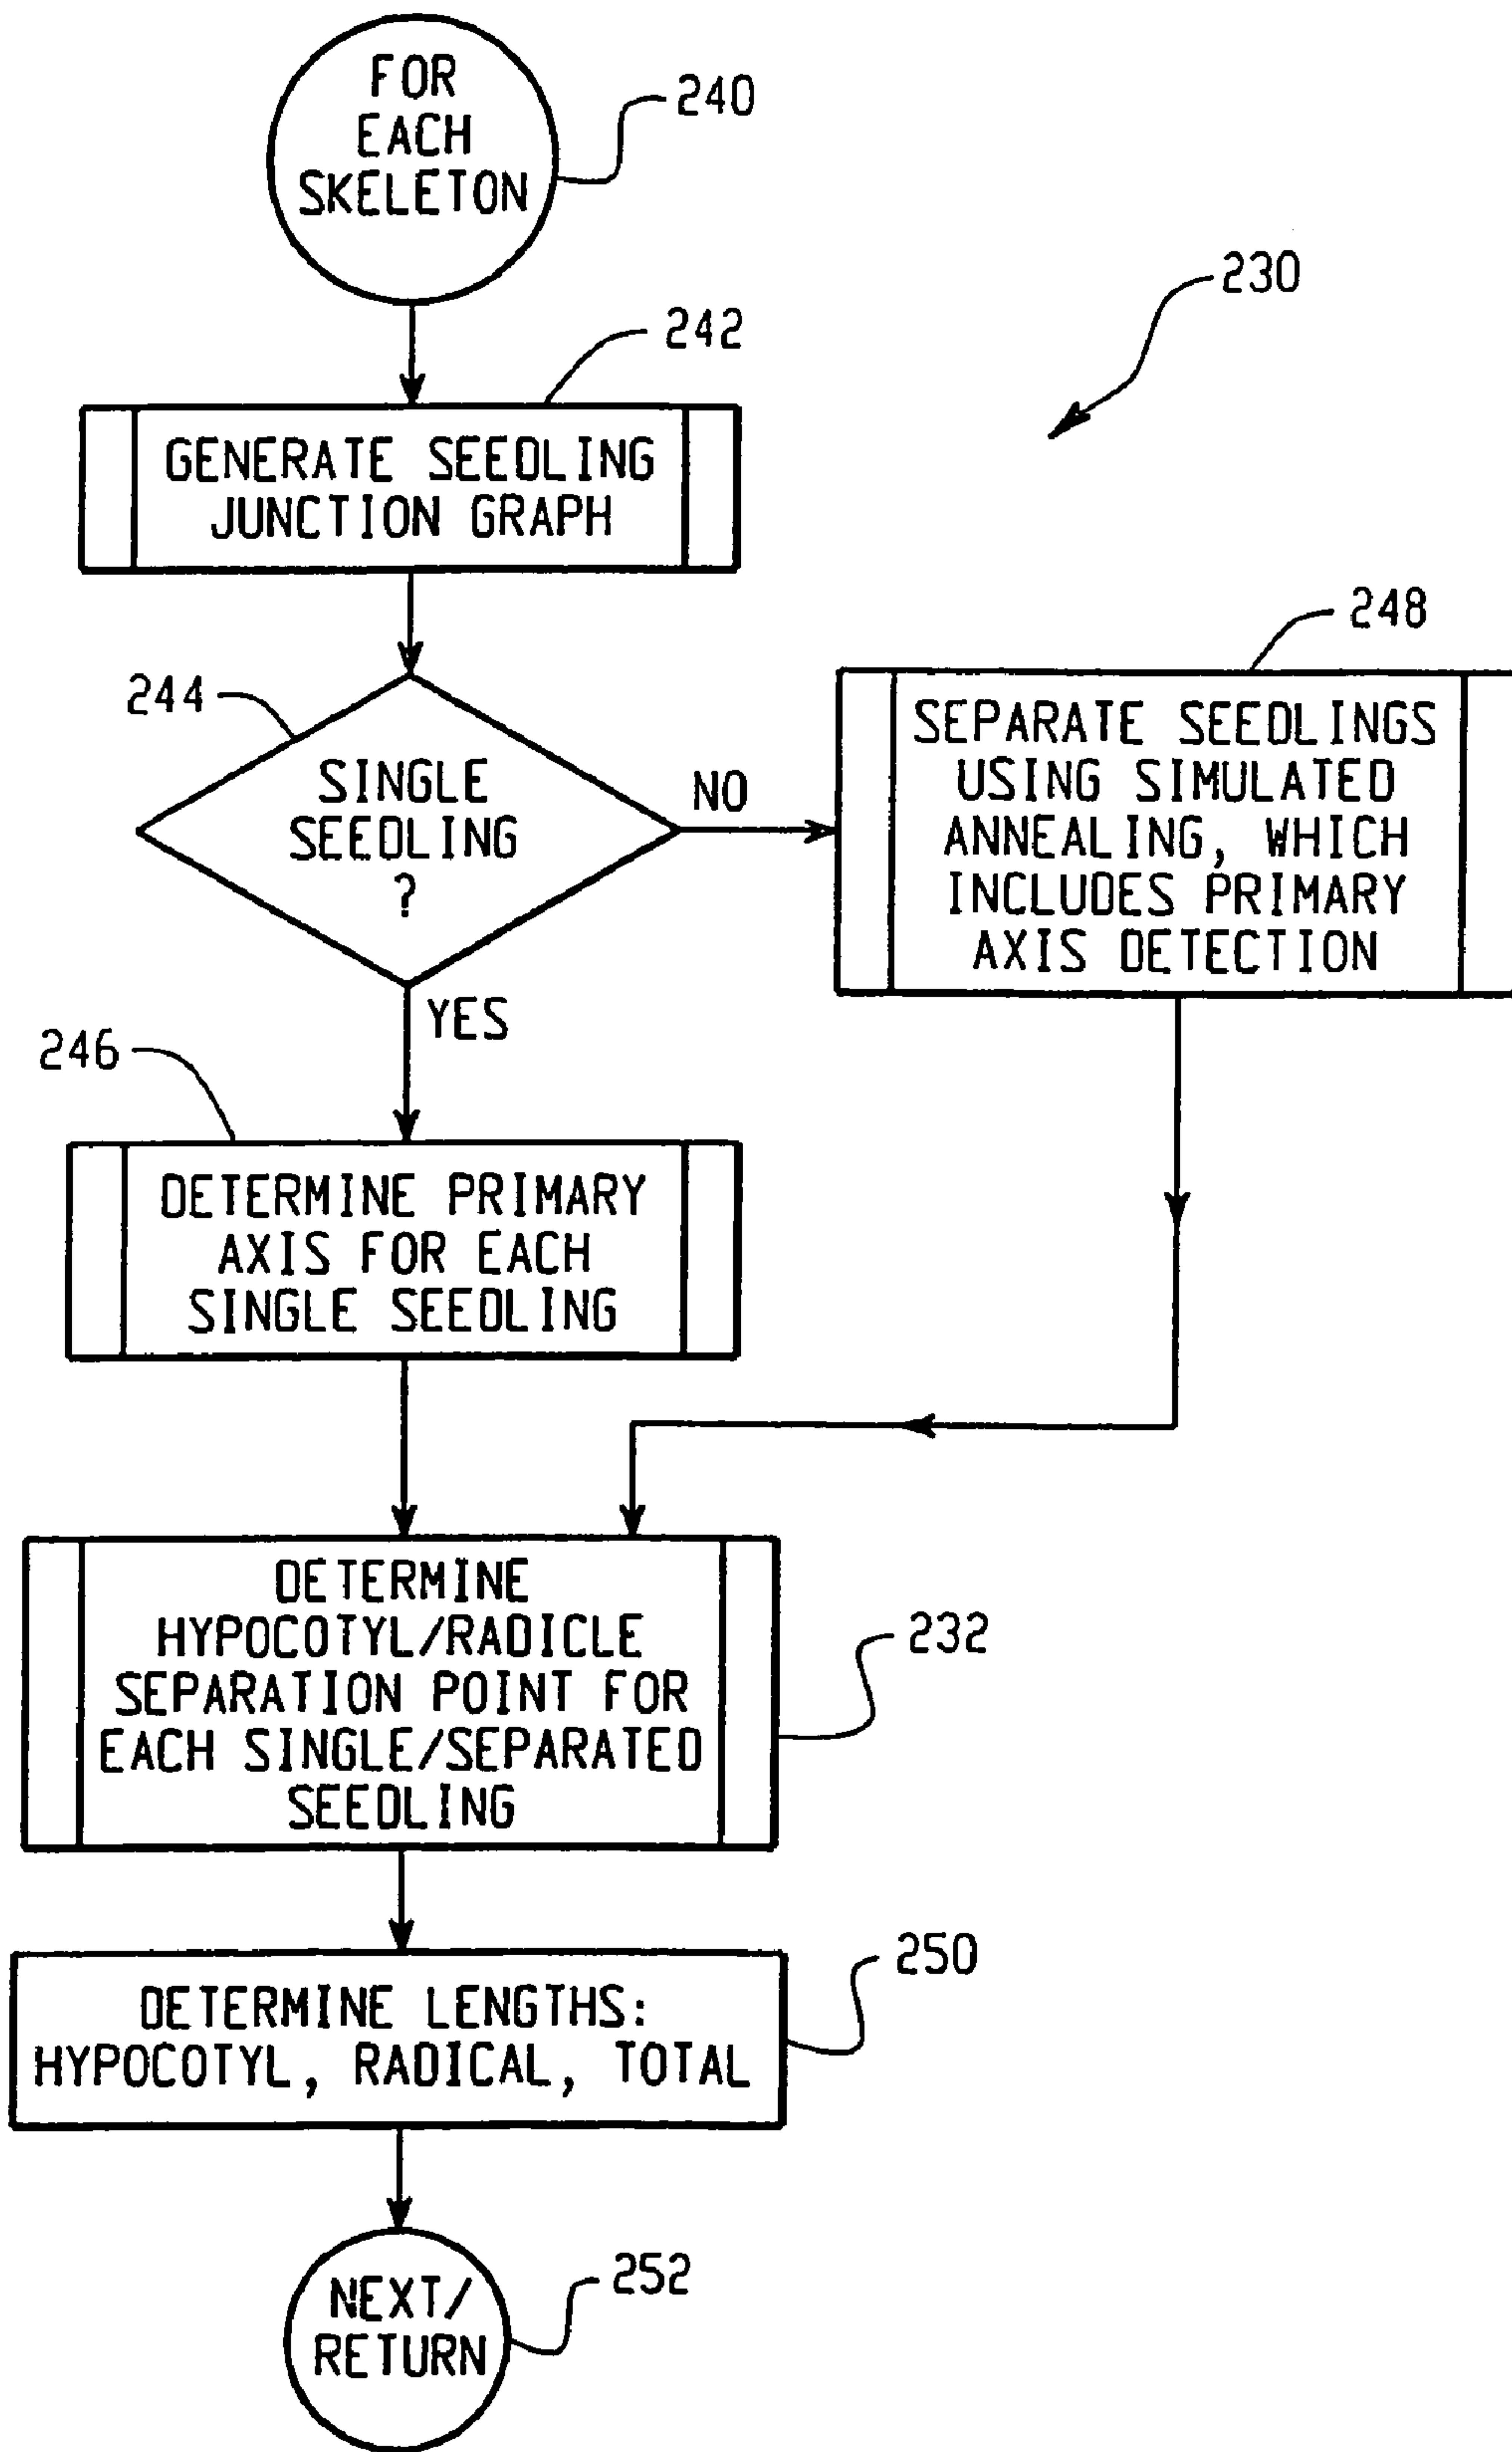 FOR
EACH
SKELETON
240
230
242
GENERATE SEEDLING
JUNCTION GRAPH
248
244
SINGLE
SEEDLING
?
NO
SEPARATE SEEDLINGS
USING SIMULATED
ANNEALING, WHICH
INCLUDES PRIMARY
AXIS DETECTION
YES
246
DETERMINE PRIMARY
AXIS FOR EACH
SINGLE SEEDLING
DETERMINE
HYPOCOTYL/RADICLE
SEPARATION POINT FOR
EACH SINGLE/SEPARATED
SEEDLING
232
250
DETERMINE LENGTHS:
HYPOCOTYL, RADICAL, TOTAL
252
NEXT/
RETURN